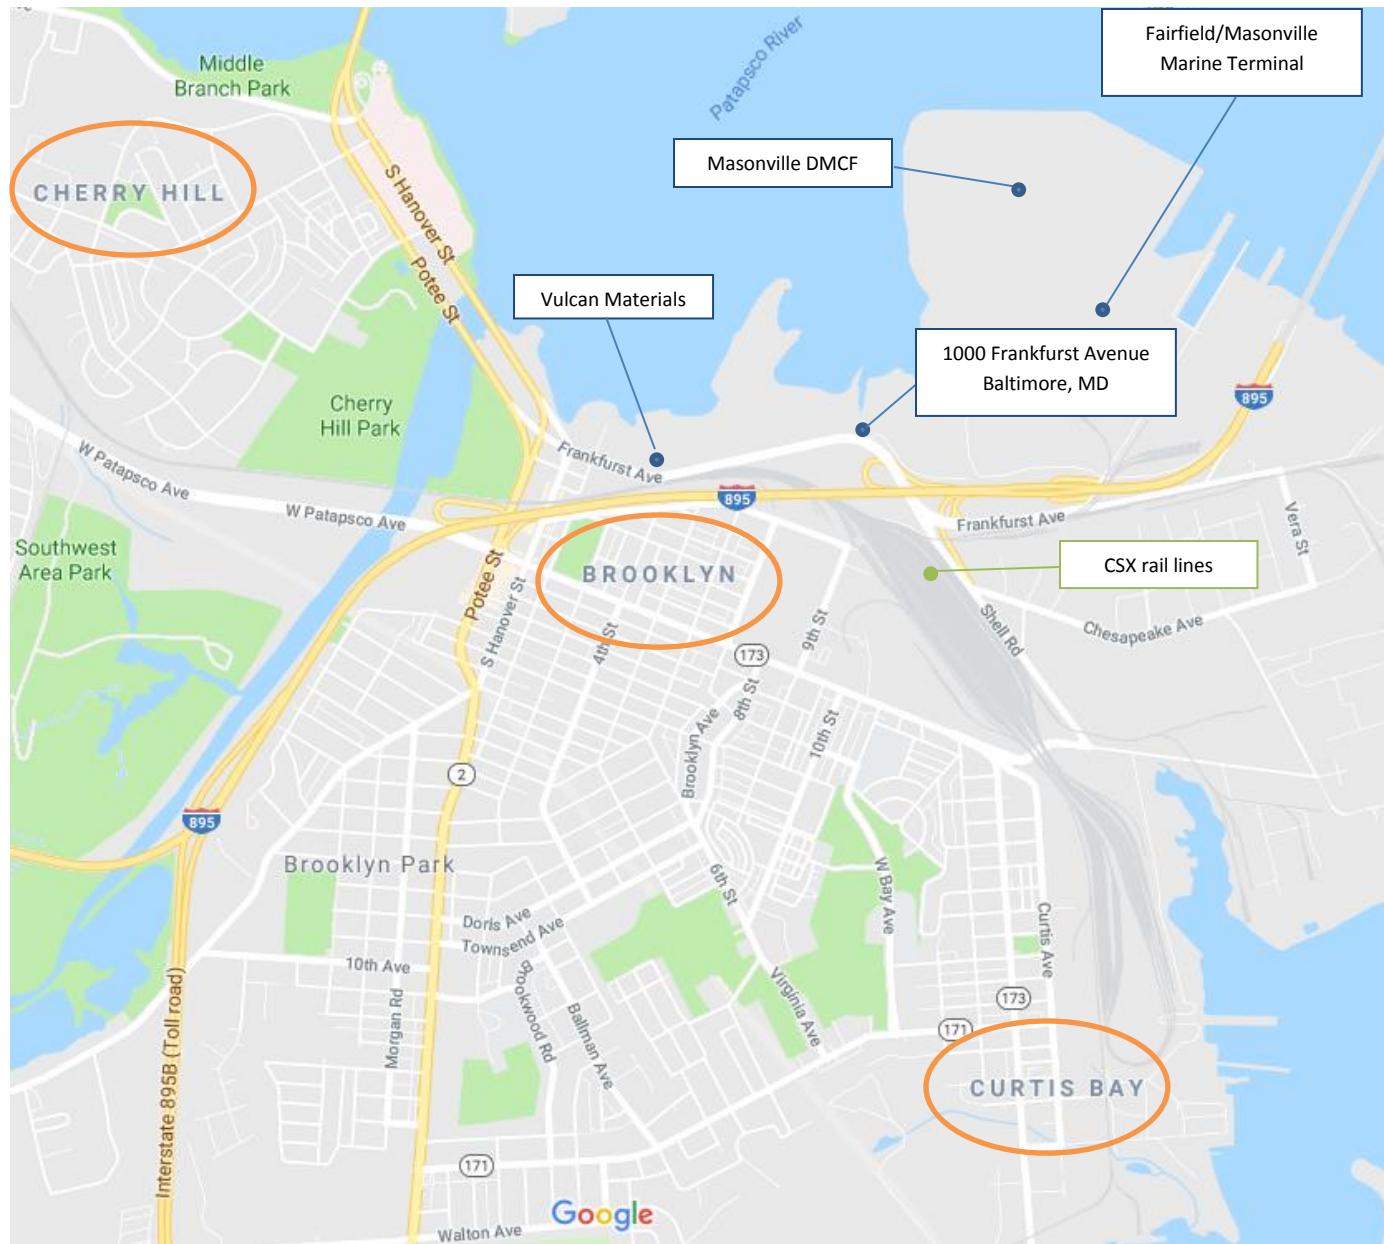 Fairfield/Masonville
Marine Terminal
Patapsco River
Middle
Branch Park
Masonville DMCF
CHERRY HILL
S Hanover St
Potee St
Vulcan Materials
1000 Frankfurst Avenue
Baltimore, MD
895
Cherry
Hill Park
Frankfurst Ave
W Patapsco Ave
895
W Patapsco Ave
Frankfurst Ave
Vera St
Southwest
Area Park
BROOKLYN
CSX rail lines
Potee St
S Hanover St
4th St
9th St
Shell Rd
Chesapeake Ave
173
8th St
Brooklyn Ave
10th St
2
895
Brooklyn Park
6th St
W Bay Ave
Doris Ave
Townsend Ave
Curtis Ave
10th Ave
Brookwood Rd
Virginia Ave
Morgan Rd
Ballman Ave
173
171
Interstate 895B (Toll road)
CURTIS BAY
171
Google
Walton Ave